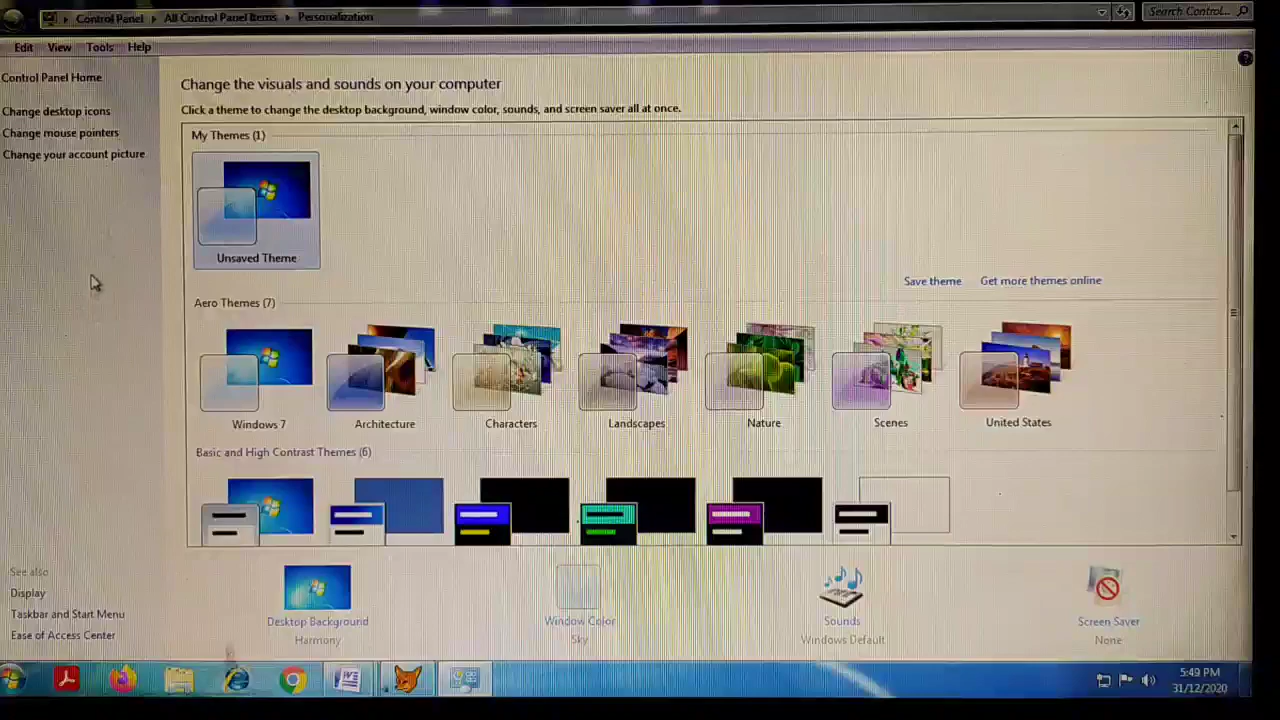 Control Panel ▸ All Control Panel Items ▸ Personalization
Search Control...
Edit View Tools Help
Control Panel Home
Change desktop icons
Change mouse pointers
Change your account picture
Change the visuals and sounds on your computer
Click a theme to change the desktop background, window color, sounds, and screen saver all at once.
My Themes (1)
Unsaved Theme
Save theme Get more themes online
Aero Themes (7)
Windows 7 Architecture Characters Landscapes Nature Scenes United States
Basic and High Contrast Themes (6)
See also
Display
Taskbar and Start Menu
Ease of Access Center
Desktop Background
Harmony
Window Color
Sky
Sounds
Windows Default
Screen Saver
None
5:49 PM
31/12/2020